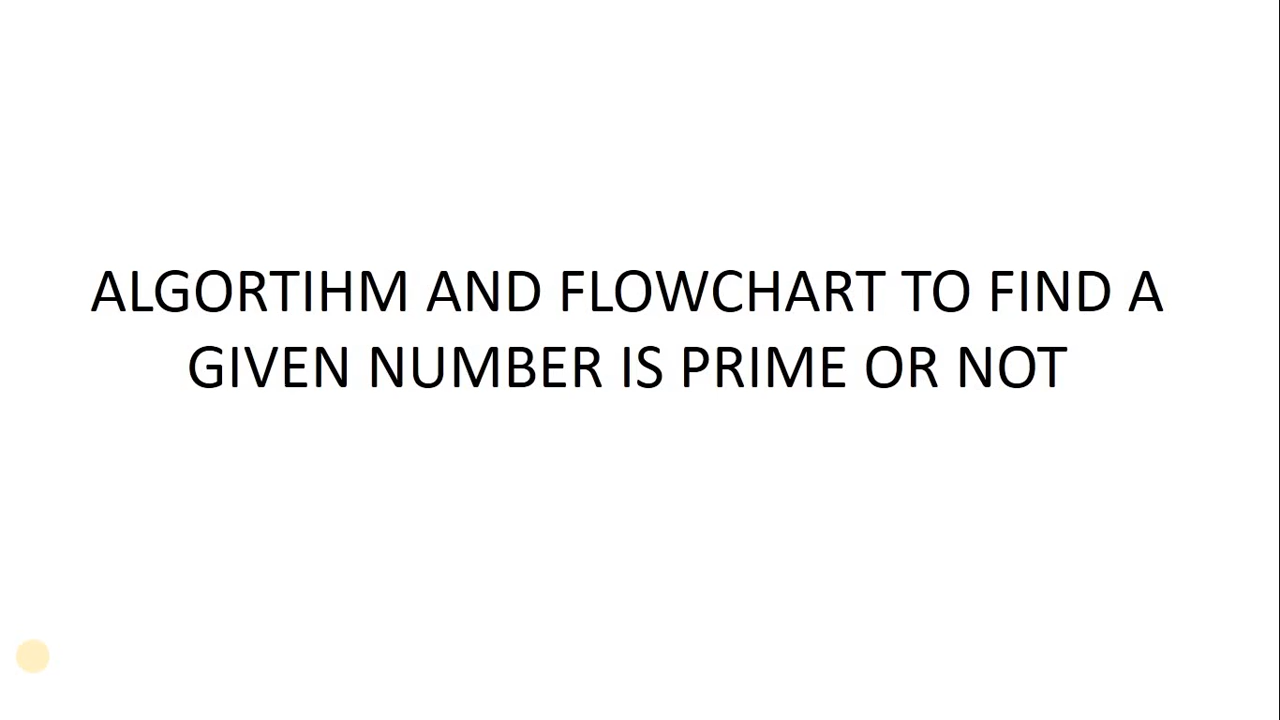 ALGORTIHM AND FLOWCHART TO FIND A
GIVEN NUMBER IS PRIME OR NOT